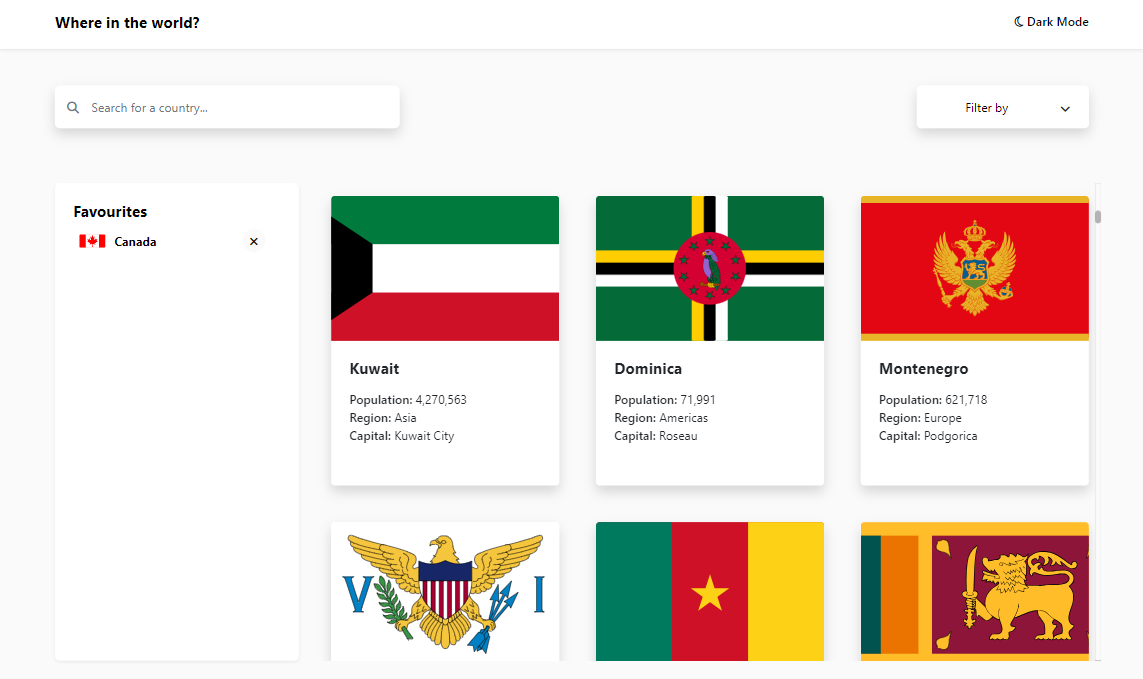 Where in the world?
Dark Mode
Search for a country...
Filter by
Favourites
Canada
Kuwait
Population: 4,270,563
Region: Asia
Capital: Kuwait City
Dominica
Population: 71,991
Region: Americas
Capital: Roseau
Montenegro
Population: 621,718
Region: Europe
Capital: Podgorica
V I